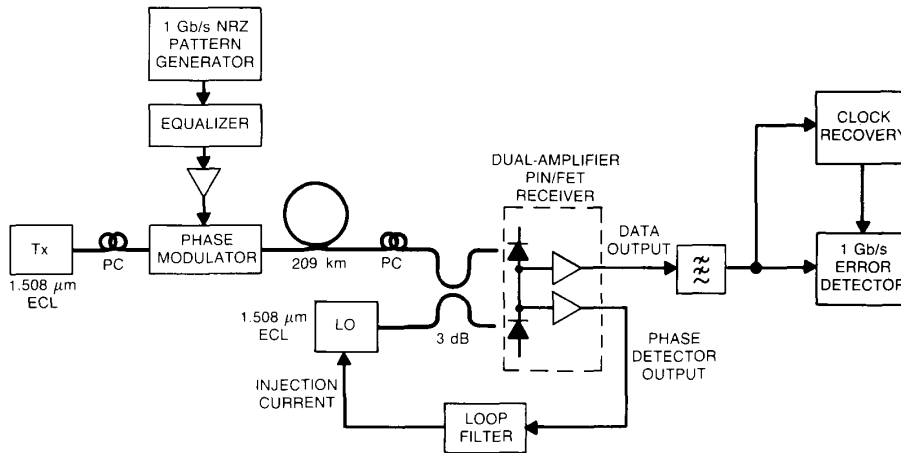 1 Gb/s NRZ
PATTERN
GENERATOR
EQUALIZER
Tx
1.508 μm
ECL
PC
PHASE
MODULATOR
209 km
PC
1.508 μm
ECL
LO
3 dB
DUAL-AMPLIFIER
PIN/FET
RECEIVER
DATA
OUTPUT
CLOCK
RECOVERY
1 Gb/s
ERROR
DETECTOR
PHASE
DETECTOR
OUTPUT
INJECTION
CURRENT
LOOP
FILTER